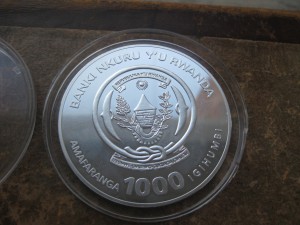 BANKI NKURU Y'U RWANDA
AMAFARANGA 1000 IGIHUMBI